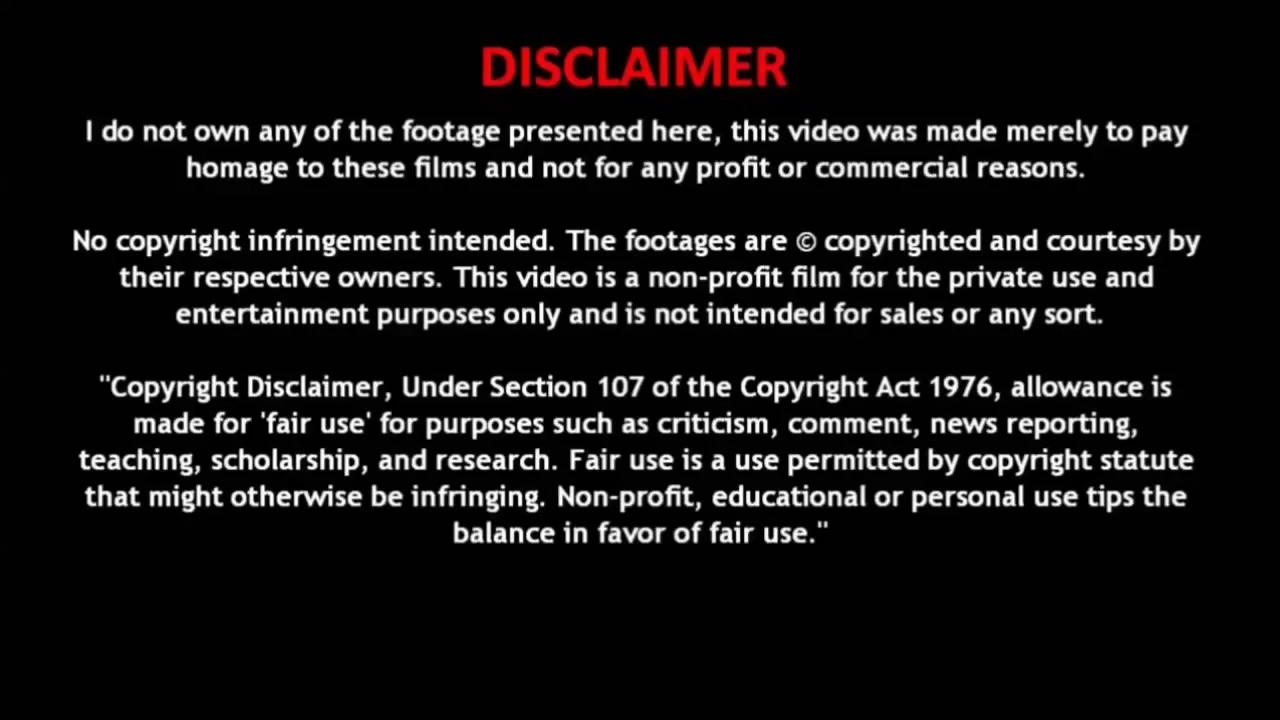 DISCLAIMER
I do not own any of the footage presented here, this video was made merely to pay
homage to these films and not for any profit or commercial reasons.
No copyright infringement intended. The footages are © copyrighted and courtesy by
their respective owners. This video is a non-profit film for the private use and
entertainment purposes only and is not intended for sales or any sort.
"Copyright Disclaimer, Under Section 107 of the Copyright Act 1976, allowance is
made for 'fair use' for purposes such as criticism, comment, news reporting,
teaching, scholarship, and research. Fair use is a use permitted by copyright statute
that might otherwise be infringing. Non-profit, educational or personal use tips the
balance in favor of fair use."